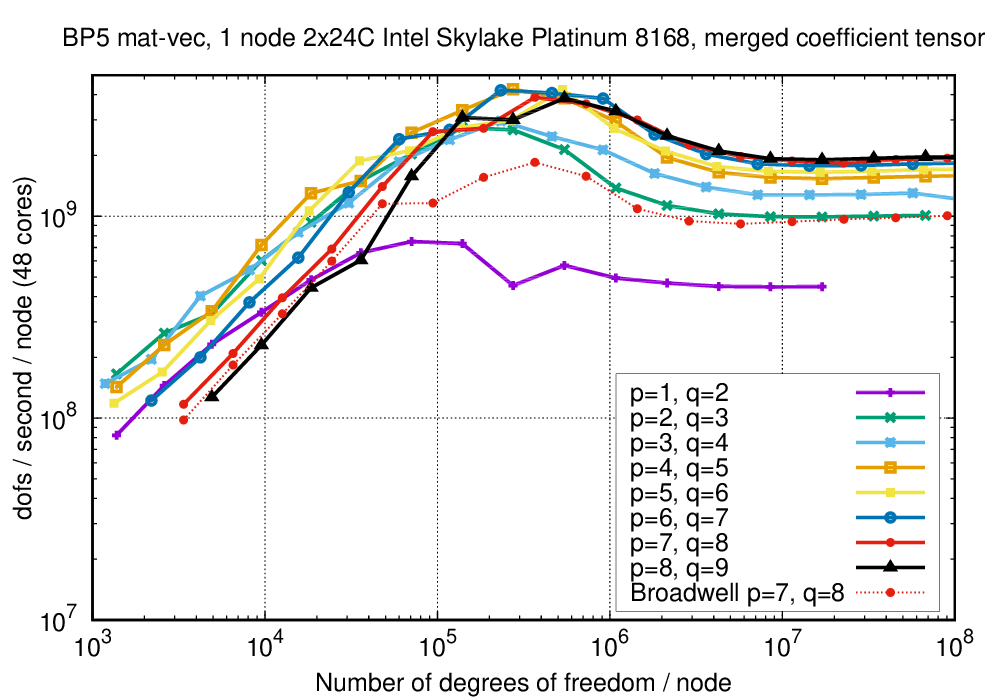 BP5 mat-vec, 1 node 2x24C Intel Skylake Platinum 8168, merged coefficient tensor
dofs / second / node (48 cores)
10^9
10^8
10^7
p=1, q=2
p=2, q=3
p=3, q=4
p=4, q=5
p=5, q=6
p=6, q=7
p=7, q=8
p=8, q=9
Broadwell p=7, q=8
10^3 10^4 10^5 10^6 10^7 10^8
Number of degrees of freedom / node